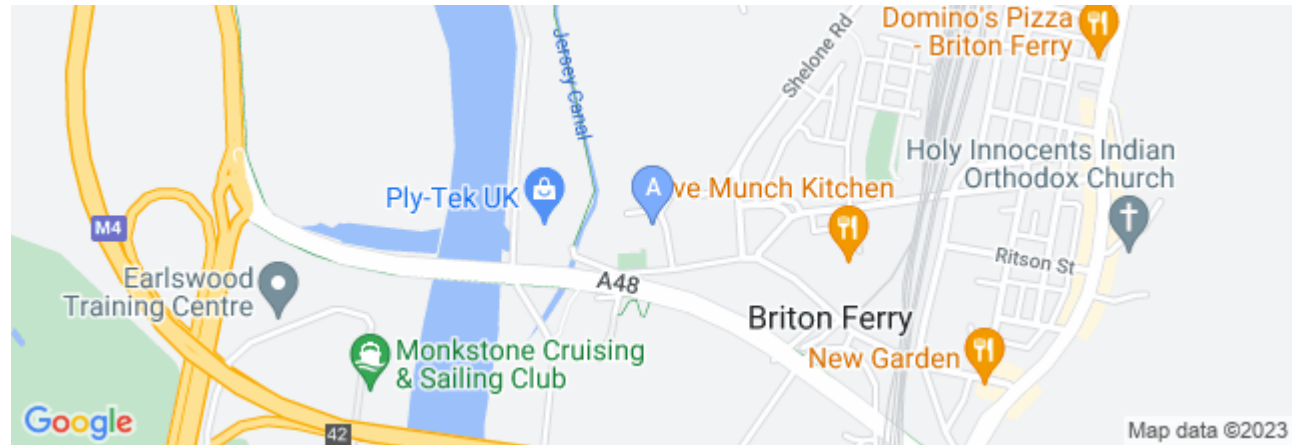 Domino's Pizza
- Briton Ferry
Shelone Rd
Jersey Canal
Holy Innocents Indian
Orthodox Church
Ply-Tek UK
A
ve Munch Kitchen
M4
Ritson St
Earlswood
Training Centre
A48
Briton Ferry
Monkstone Cruising
& Sailing Club
New Garden
Google
42
Map data ©2023